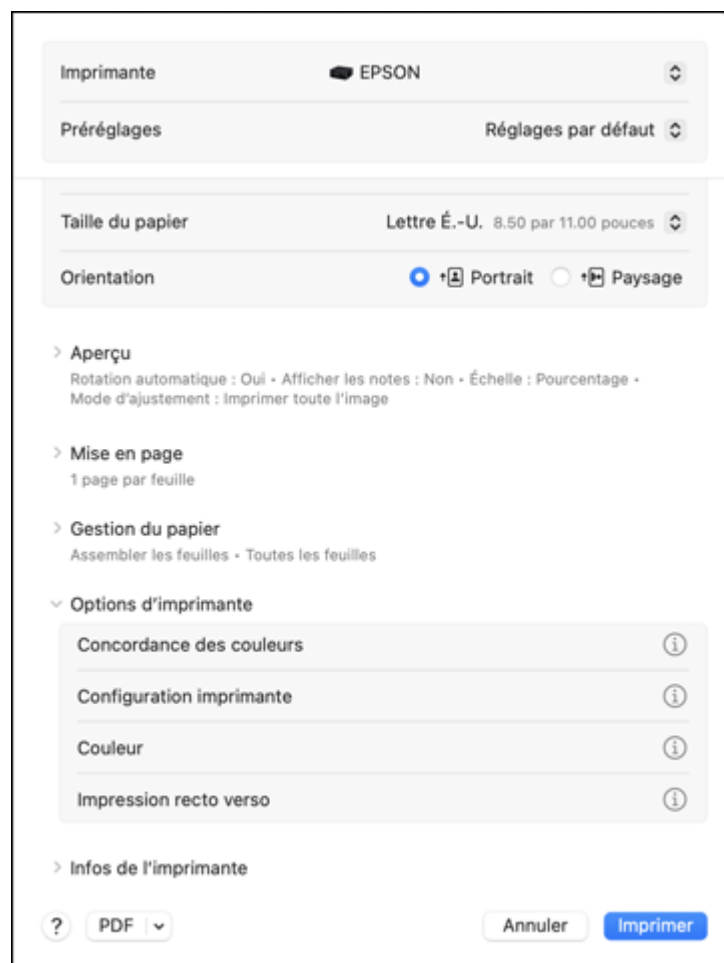 Imprimante EPSON
Préréglages Réglages par défaut
Taille du papier Lettre É.-U. 8.50 par 11.00 pouces
Orientation Portrait Paysage
Aperçu
Rotation automatique : Oui • Afficher les notes : Non • Échelle : Pourcentage •
Mode d'ajustement : Imprimer toute l'image
Mise en page
1 page par feuille
Gestion du papier
Assembler les feuilles • Toutes les feuilles
Options d'imprimante
Concordance des couleurs
Configuration imprimante
Couleur
Impression recto verso
Infos de l'imprimante
? PDF Annuler Imprimer